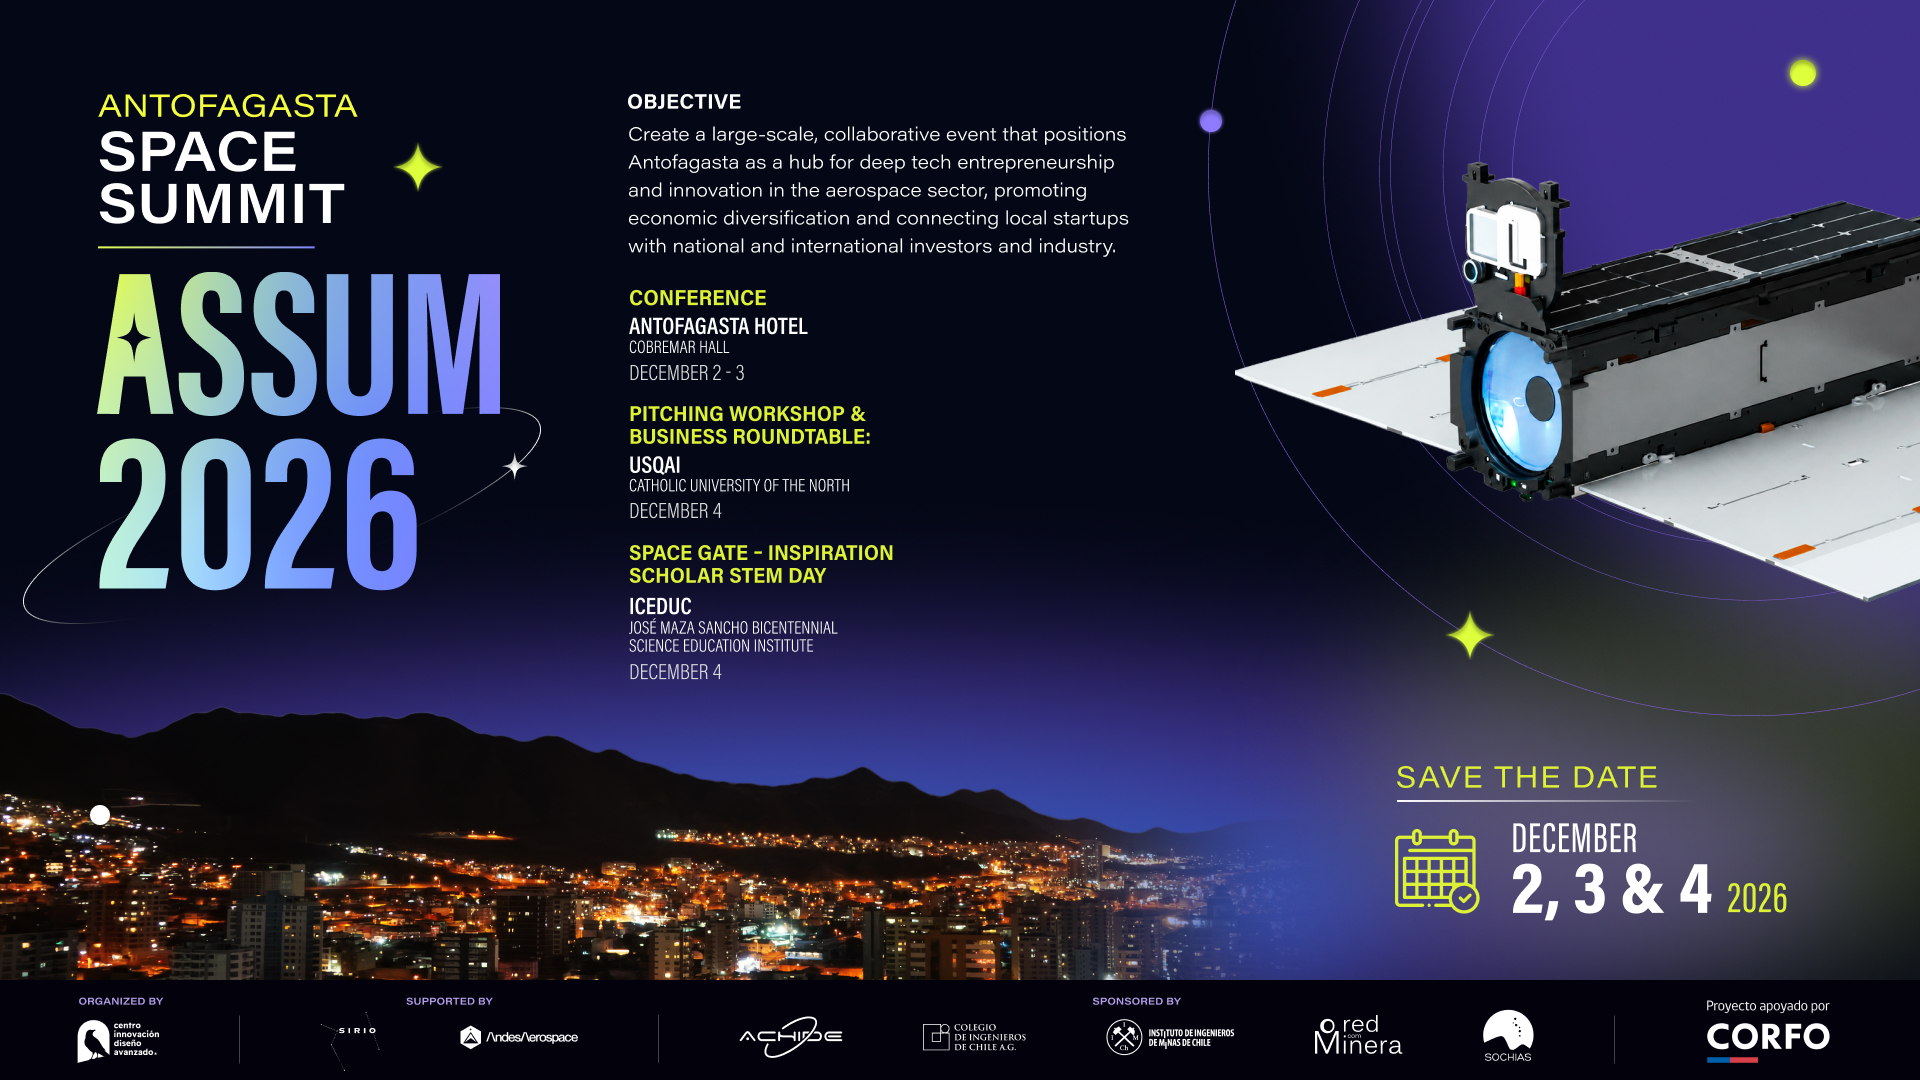 ANTOFAGASTA
SPACE
SUMMIT
ASSUM
2026
OBJECTIVE
Create a large-scale, collaborative event that positions
Antofagasta as a hub for deep tech entrepreneurship
and innovation in the aerospace sector, promoting
economic diversification and connecting local startups
with national and international investors and industry.
CONFERENCE
ANTOFAGASTA HOTEL
COBREMAR HALL
DECEMBER 2 - 3
PITCHING WORKSHOP &
BUSINESS ROUNDTABLE:
USQAI
CATHOLIC UNIVERSITY OF THE NORTH
DECEMBER 4
SPACE GATE – INSPIRATION
SCHOLAR STEM DAY
ICEDUC
JOSÉ MAZA SANCHO BICENTENNIAL
SCIENCE EDUCATION INSTITUTE
DECEMBER 4
SAVE THE DATE
DECEMBER
2, 3 & 4 2026
ORGANIZED BY
centro
innovación
diseño
avanzado.
SUPPORTED BY
SIRIO
Andes/Aerospace
ACHIDE
COLEGIO
DE INGENIEROS
DE CHILE A.G.
SPONSORED BY
I I M Ch
INSTITUTO DE INGENIEROS
DE MINAS DE CHILE
red
com
Minera
SOCHIAS
Proyecto apoyado por
CORFO